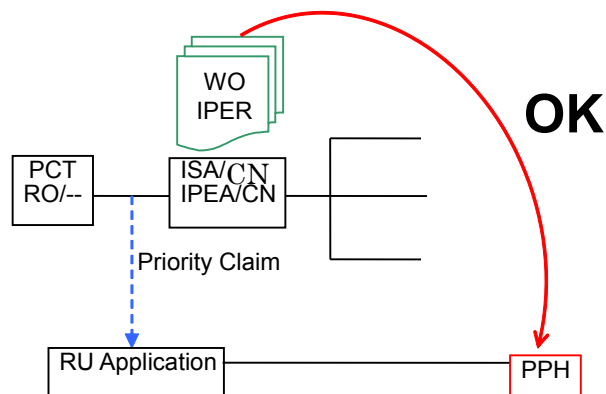 WO
IPER
OK
PCT
RO/--
ISA/CN
IPEA/CN
Priority Claim
RU Application
PPH